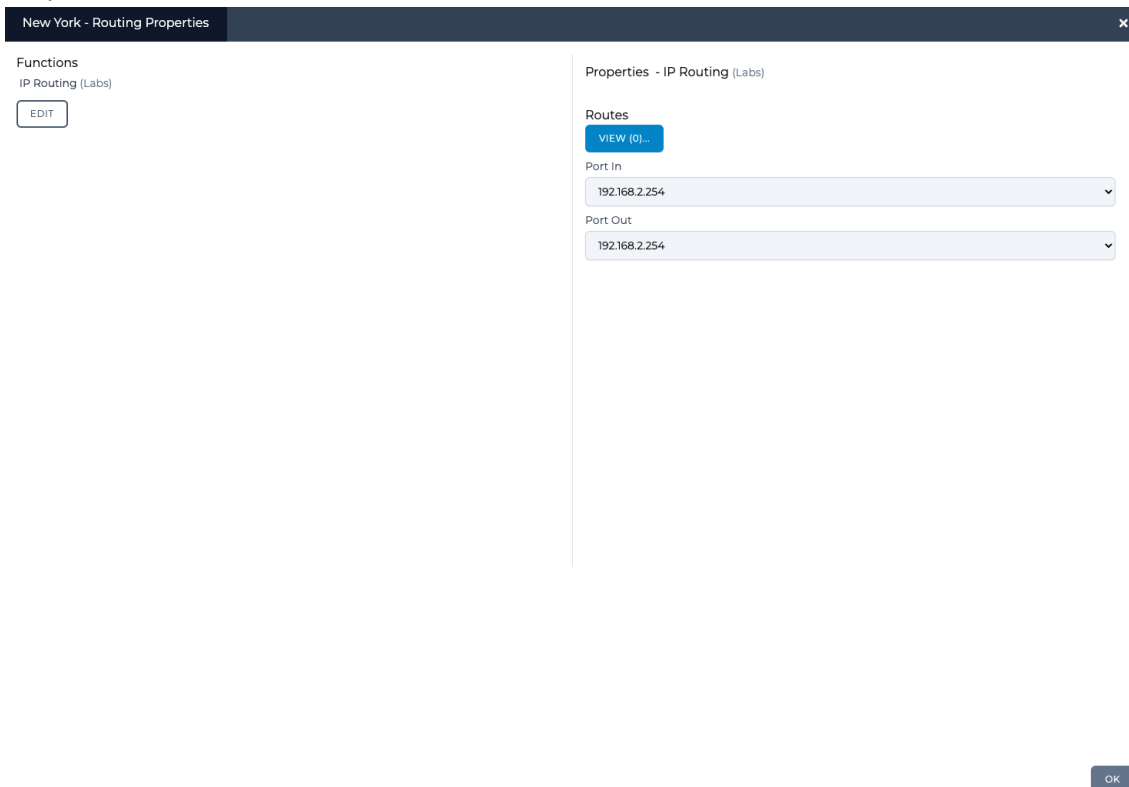 New York - Routing Properties
×
Functions
IP Routing (Labs)
EDIT
Properties - IP Routing (Labs)
Routes
VIEW (0)...
Port In
192.168.2.254
Port Out
192.168.2.254
OK